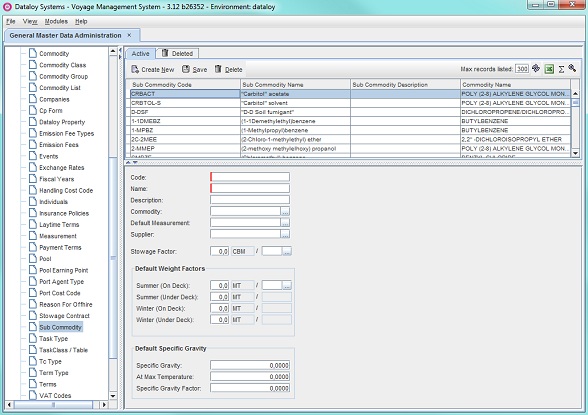 Dataloy Systems - Voyage Management System - 3.12 b26352 - Environment: dataloy
File View Modules Help
General Master Data Administration
Commodity
Commodity Class
Commodity Group
Commodity List
Companies
Cp Form
Dataloy Property
Emission Fee Types
Emission Fees
Events
Exchange Rates
Fiscal Years
Handling Cost Code
Individuals
Insurance Policies
Laytime Terms
Measurement
Payment Terms
Pool
Pool Earning Point
Port Agent Type
Port Cost Code
Reason For Offhire
Stowage Contract
Sub Commodity
Task Type
TaskClass / Table
Tc Type
Term Type
Terms
VAT Codes
Active Deleted
Create New Save Delete Max records listed: 300
Sub Commodity Code Sub Commodity Name Sub Commodity Description Commodity Name
CRBACT "Carbitol" acetate POLY (2-8) ALKYLENE GLYCOL MON...
CRBTOL-S "Carbitol" solvent POLY (2-8) ALKYLENE GLYCOL MON...
D-DSF "D-D Soil fumigant" DICHLOROPROPENE/DICHLOROPRO...
1-1DMEBZ (1-1Demethylethyl)benzene BUTYLBENZENE
1-MPBZ (1-Methylpropyl)benzene BUTYLBENZENE
2C-2MEE (2-Chloro-1-methylethyl) ether 2,2'-DICHLOROISOPROPYL ETHER
2-MMEP (2-methoxy methylethoxy) propanol POLY (2-8) ALKYLENE GLYCOL MON...
Code:
Name:
Description:
Commodity: ...
Default Measurement: ...
Supplier: ...
Stowage Factor: 0,0 CBM / ...
Default Weight Factors
Summer (On Deck): 0,0 MT / ...
Summer (Under Deck): 0,0 MT /
Winter (On Deck): 0,0 MT /
Winter (Under Deck): 0,0 MT /
Default Specific Gravity
Specific Gravity: 0,0000
At Max Temperature: 0,0000
Specific Gravity Factor: 0,0000